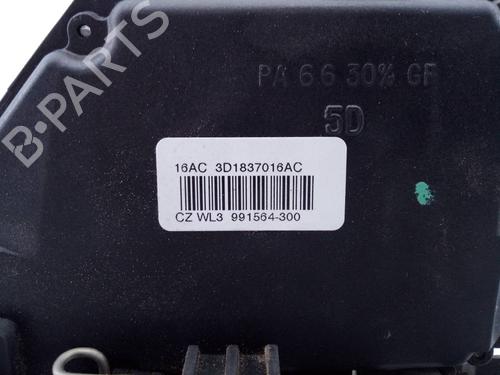 PA 6.6 30% GF
5D
16AC 3D1837016AC
CZ WL3 991564-300
B-PARTS